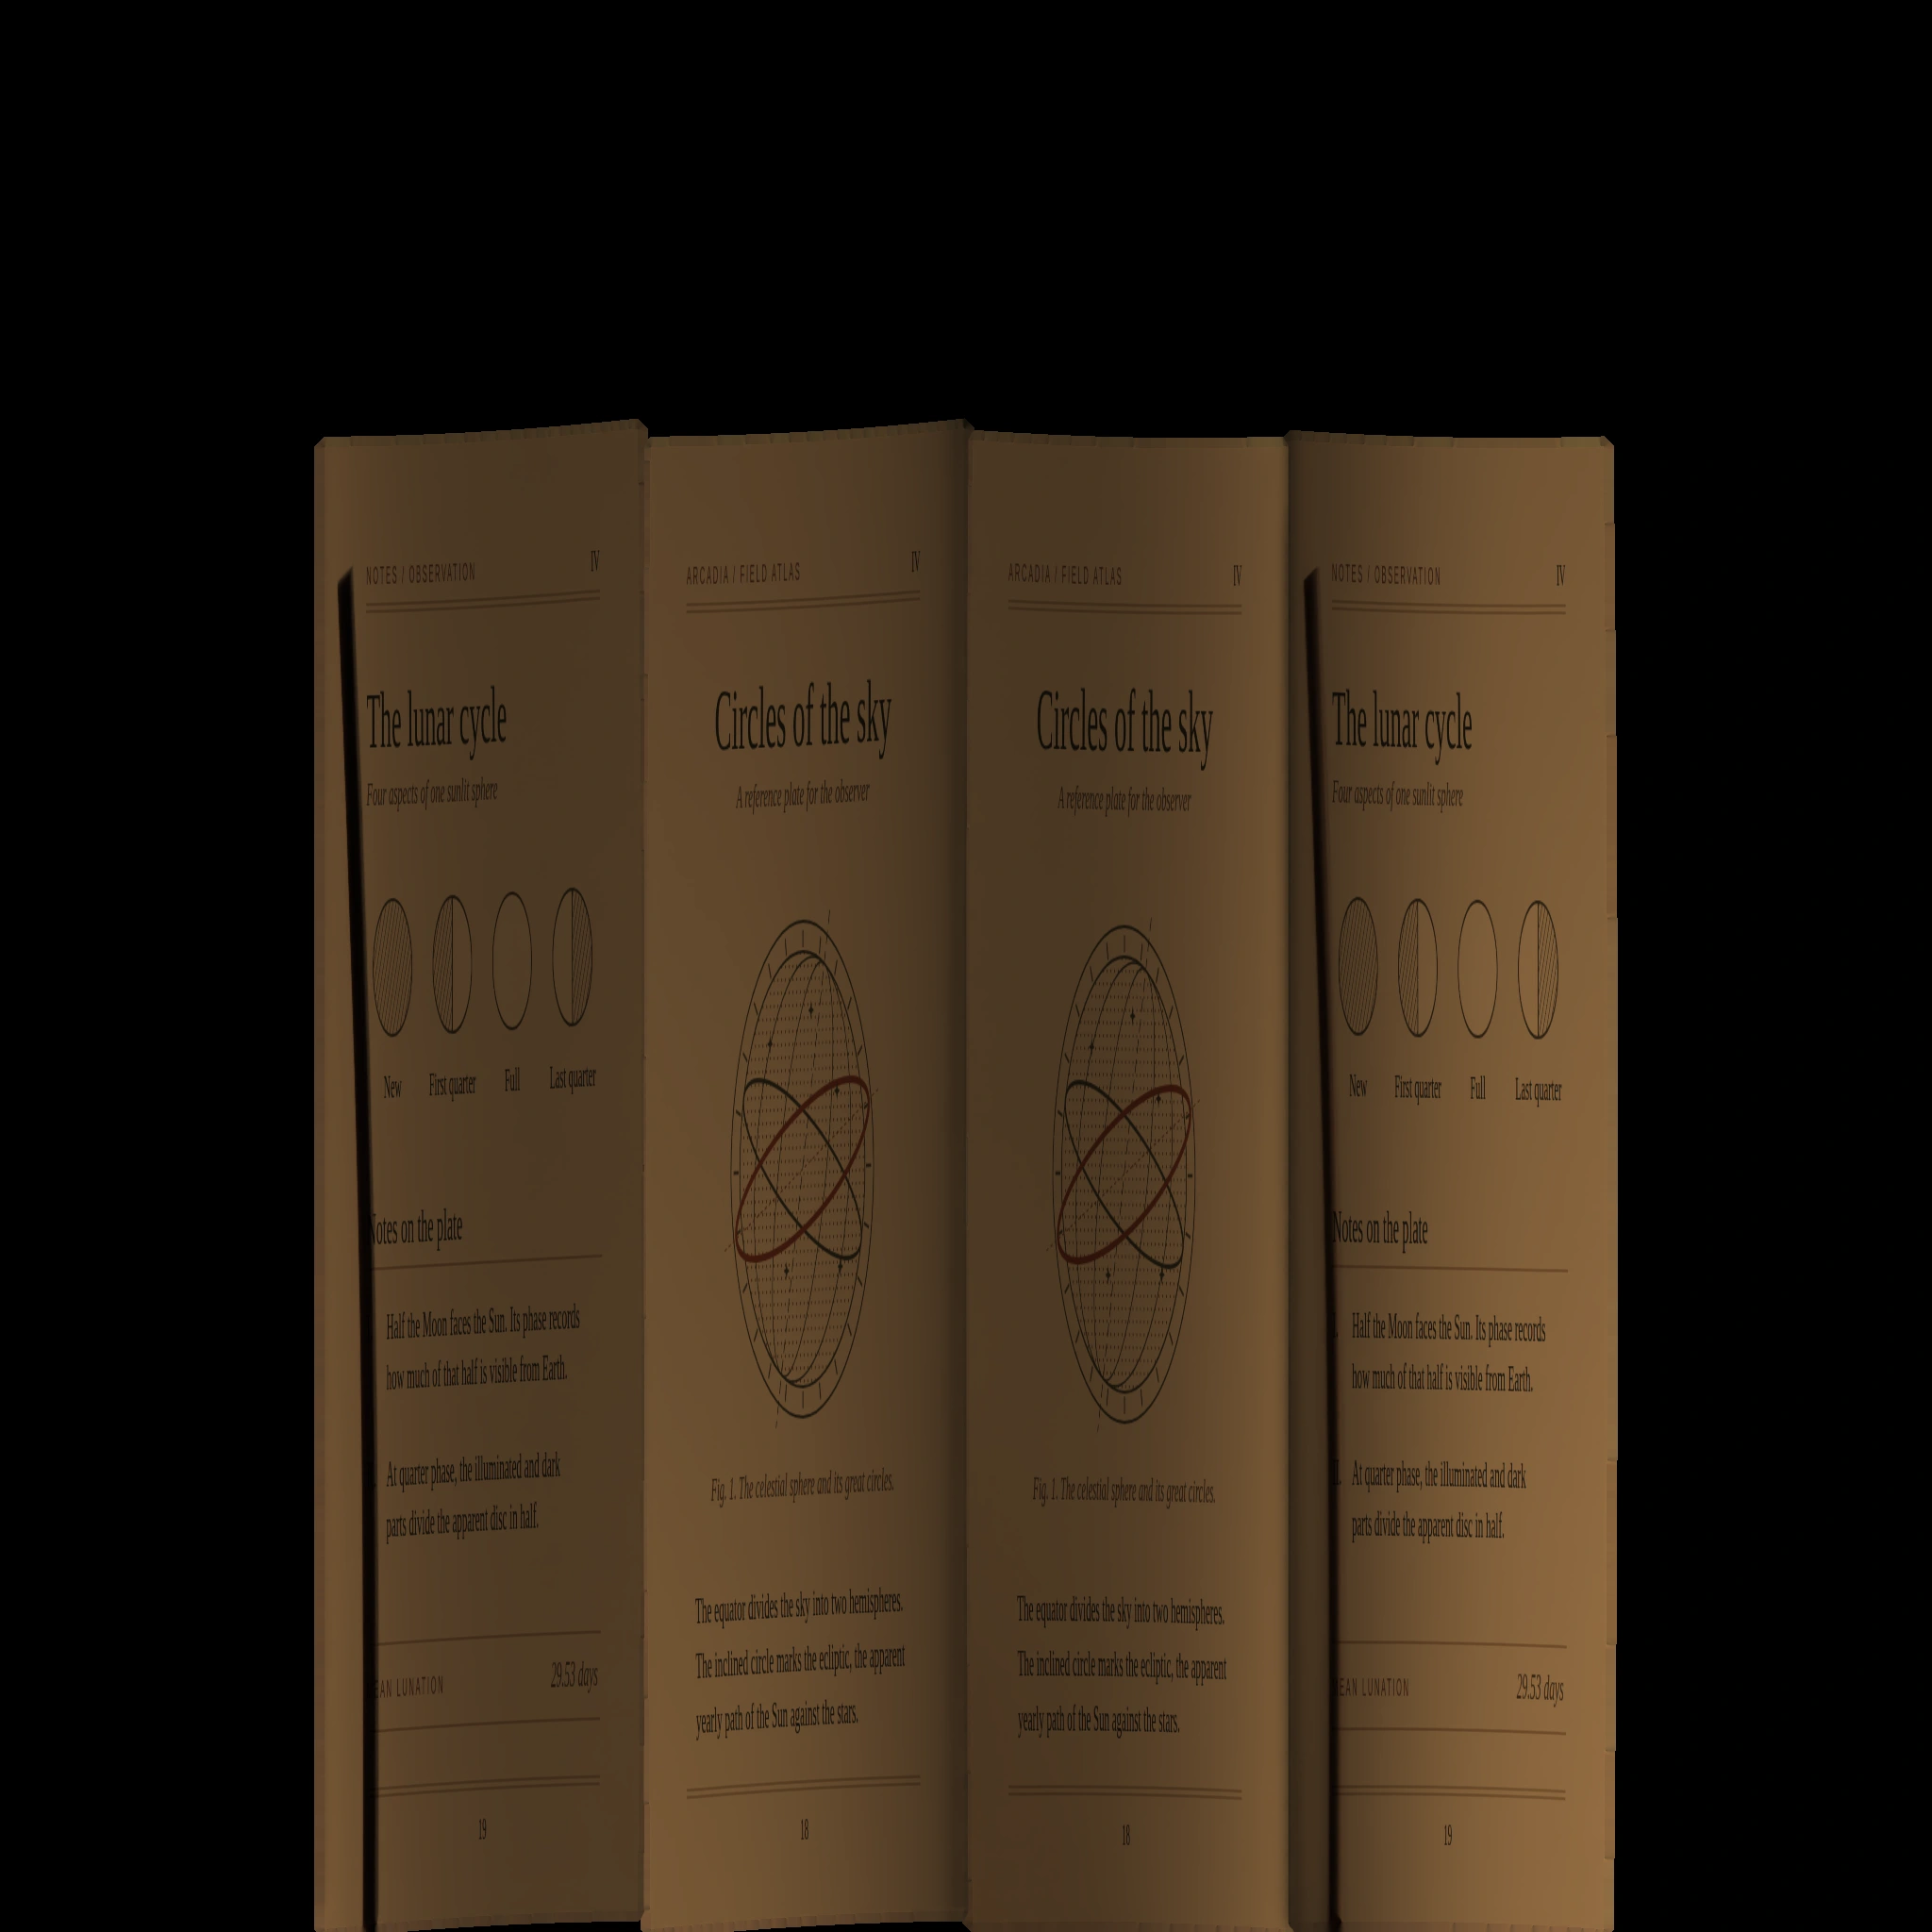 NOTES / OBSERVATION
IV
The lunar cycle
Four aspects of one sunlit sphere
New First quarter Full Last quarter
Notes on the plate
Half the Moon faces the Sun. Its phase records
how much of that half is visible from Earth.
At quarter phase, the illuminated and dark
parts divide the apparent disc in half.
LUNATION 29.53 days
19
ARCADIA / FIELD ATLAS
IV
Circles of the sky
A reference plate for the observer
Fig. 1. The celestial sphere and its great circles.
The equator divides the sky into two hemispheres.
The inclined circle marks the ecliptic, the apparent
yearly path of the Sun against the stars.
18
ARCADIA / FIELD ATLAS
IV
Circles of the sky
A reference plate for the observer
Fig. 1. The celestial sphere and its great circles.
The equator divides the sky into two hemispheres.
The inclined circle marks the ecliptic, the apparent
yearly path of the Sun against the stars.
18
NOTES / OBSERVATION
IV
The lunar cycle
Four aspects of one sunlit sphere
New First quarter Full Last quarter
Notes on the plate
Half the Moon faces the Sun. Its phase records
how much of that half is visible from Earth.
At quarter phase, the illuminated and dark
parts divide the apparent disc in half.
LUNATION 29.53 days
19